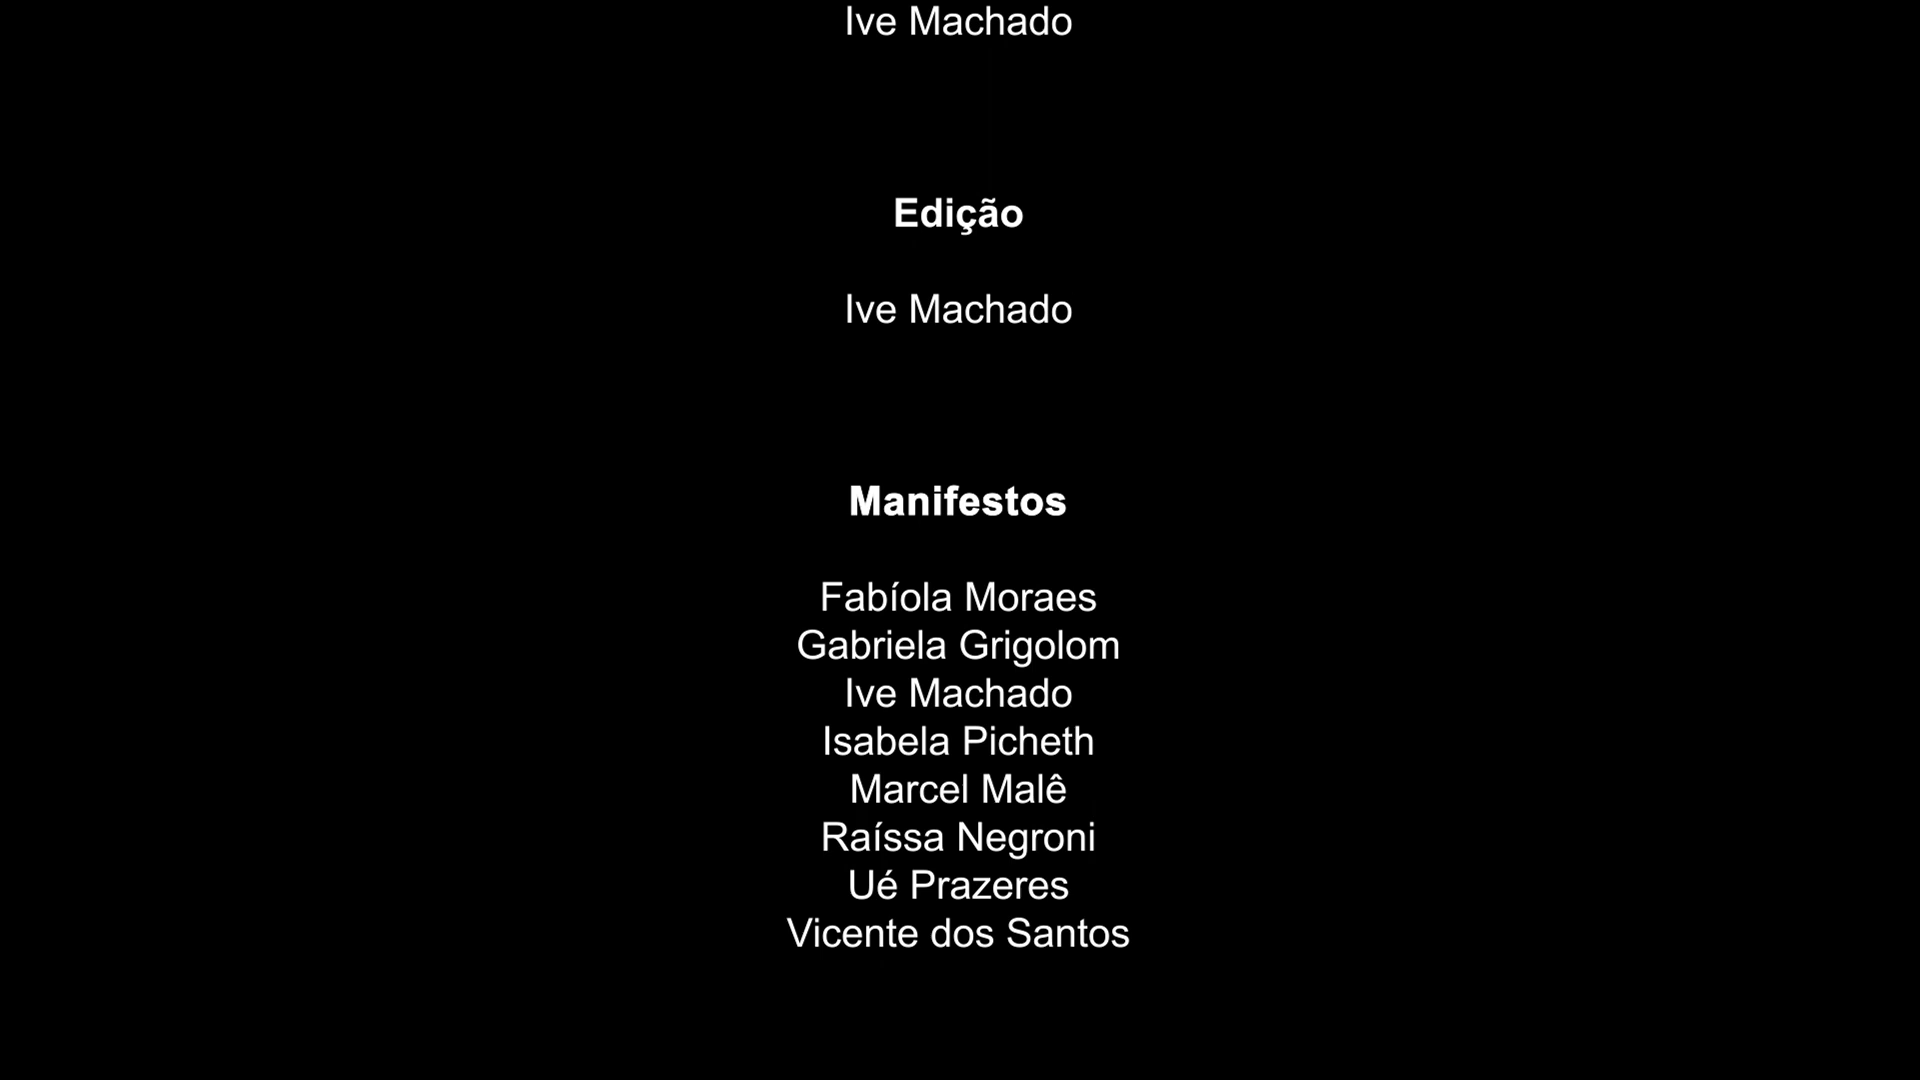 Ive Machado
Edição
Ive Machado
Manifestos
Fabíola Moraes
Gabriela Grigolom
Ive Machado
Isabela Picheth
Marcel Malê
Raíssa Negroni
Ué Prazeres
Vicente dos Santos